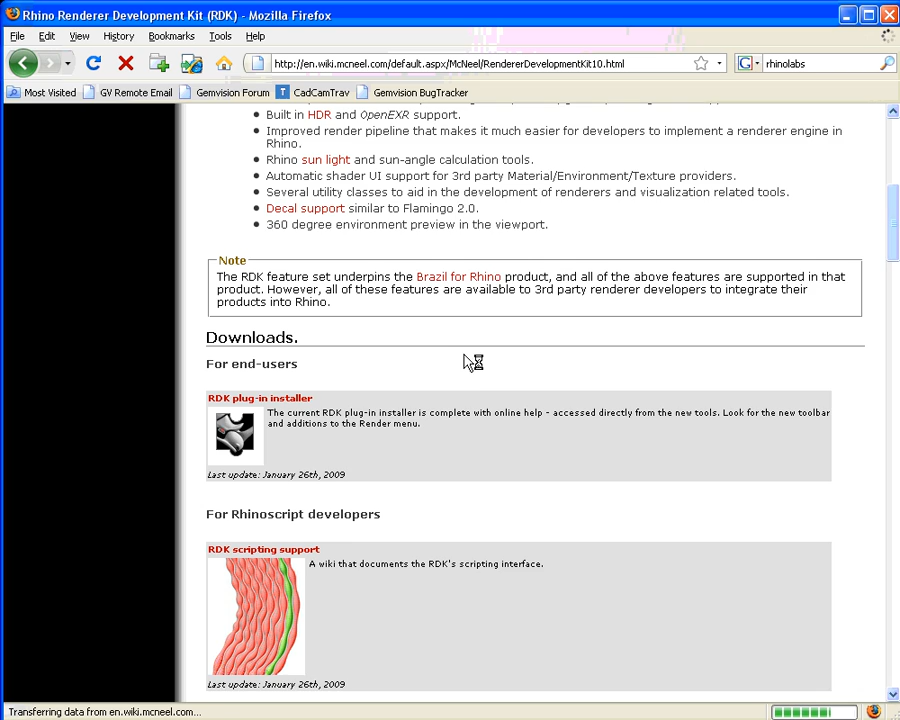 Rhino Renderer Development Kit (RDK) - Mozilla Firefox
File Edit View History Bookmarks Tools Help
http://en.wiki.mcneel.com/default.aspx/McNeel/RendererDevelopmentKit10.html
G rhinolabs
Most Visited GV Remote Email Gemvision Forum T CadCamTrav Gemvision BugTracker
Built in HDR and OpenEXR support.
Improved render pipeline that makes it much easier for developers to implement a renderer engine in
Rhino.
Rhino sun light and sun-angle calculation tools.
Automatic shader UI support for 3rd party Material/Environment/Texture providers.
Several utility classes to aid in the development of renderers and visualization related tools.
Decal support similar to Flamingo 2.0.
360 degree environment preview in the viewport.
Note
The RDK feature set underpins the Brazil for Rhino product, and all of the above features are supported in that
product. However, all of these features are available to 3rd party renderer developers to integrate their
products into Rhino.
Downloads.
For end-users
RDK plug-in installer
The current RDK plug-in installer is complete with online help - accessed directly from the new tools. Look for the new toolbar
and additions to the Render menu.
Last update: January 26th, 2009
For Rhinoscript developers
RDK scripting support
A wiki that documents the RDK's scripting interface.
Last update: January 26th, 2009
Transferring data from en.wiki.mcneel.com...